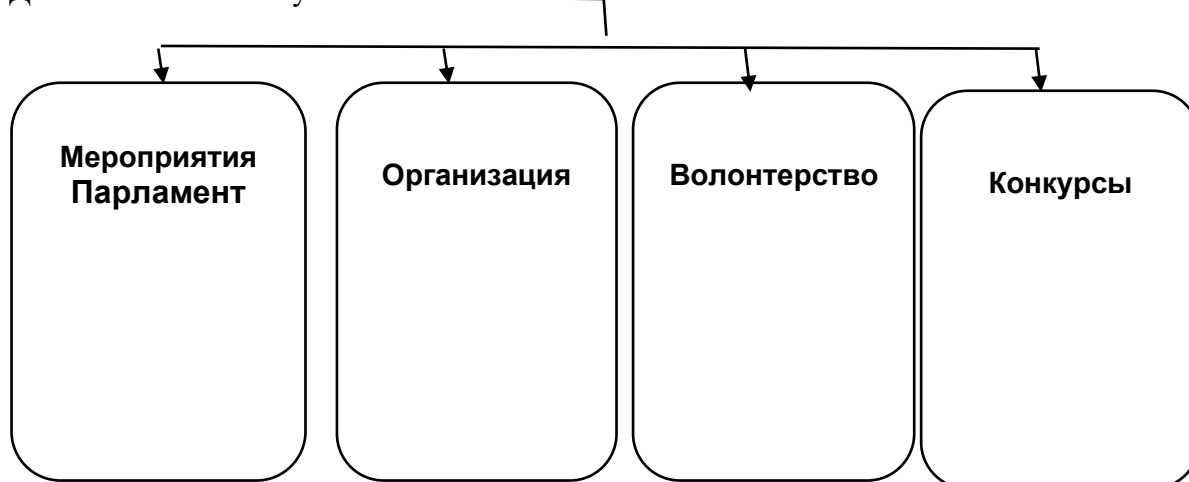 Мероприятия
Парламент
Организация
Волонтерство
Конкурсы